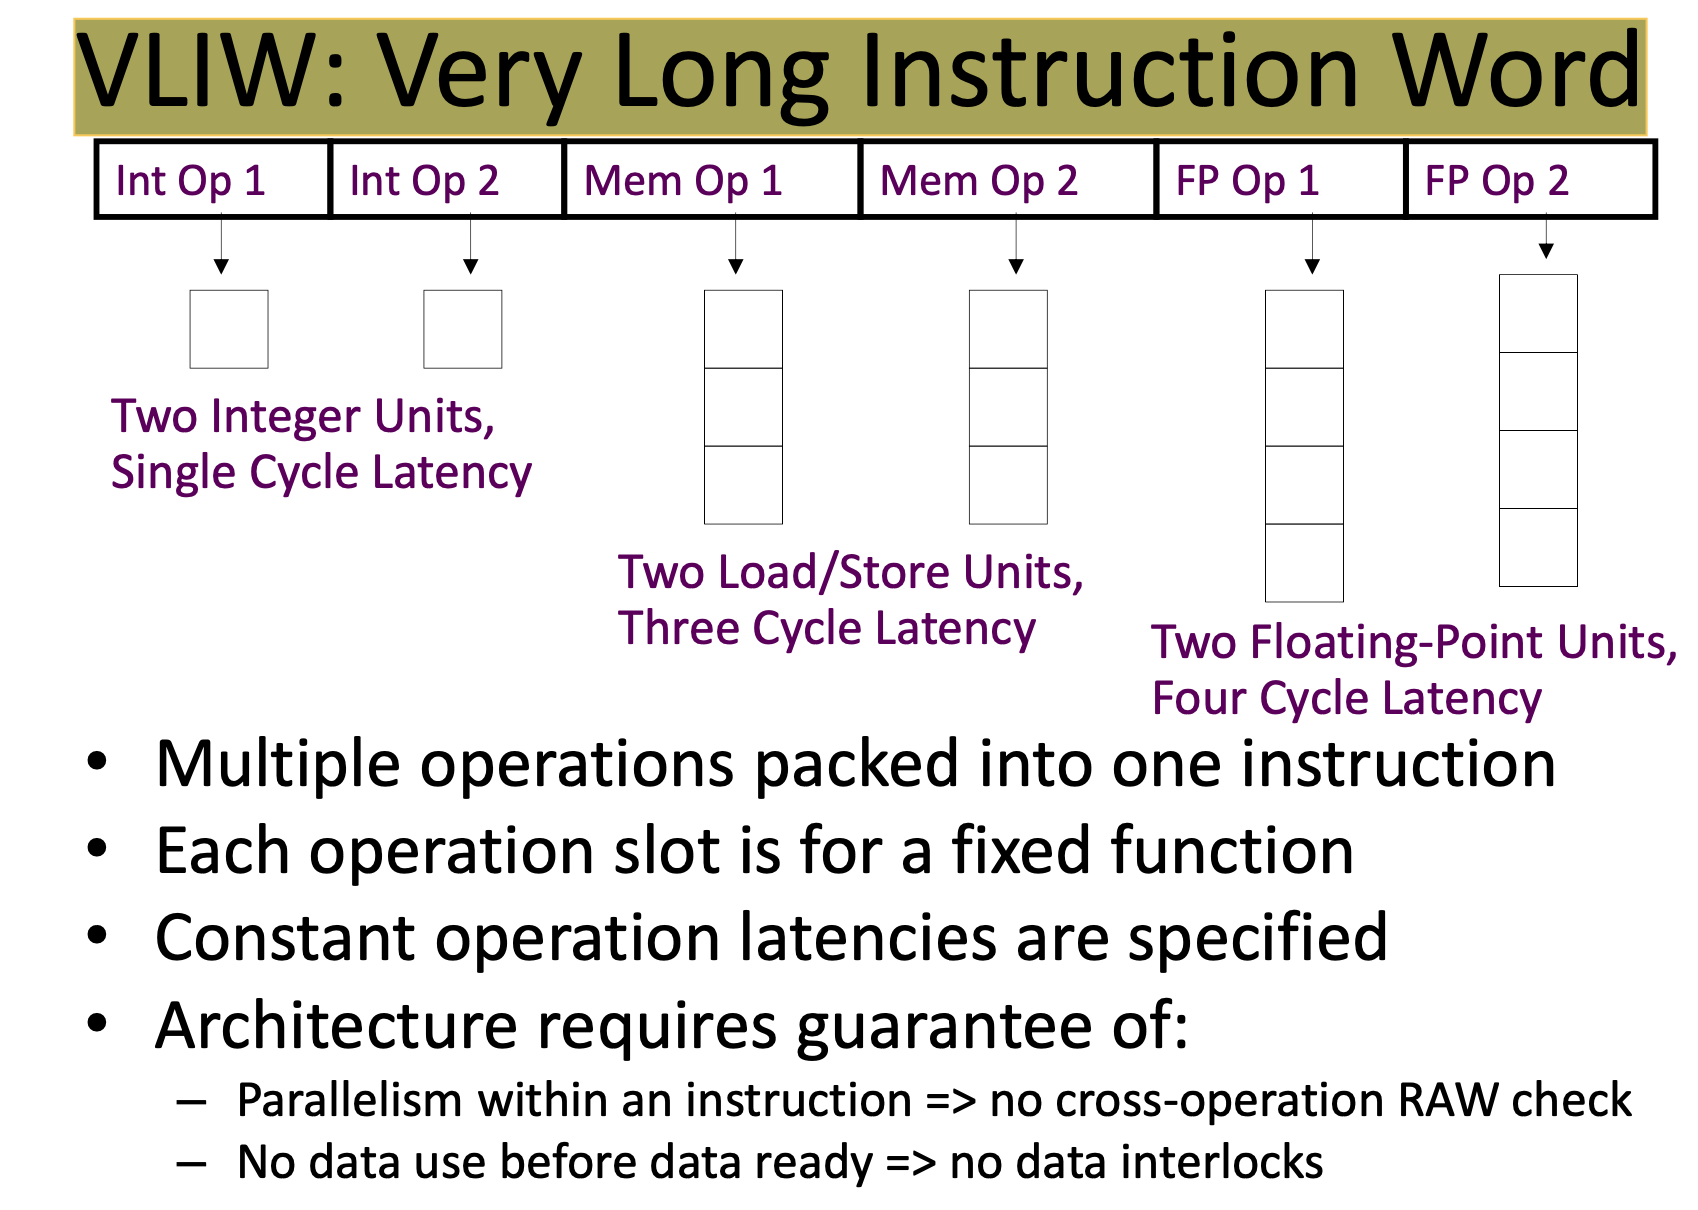 VLIW: Very Long Instruction Word
Int Op 1 Int Op 2 Mem Op 1 Mem Op 2 FP Op 1 FP Op 2
Two Integer Units,
Single Cycle Latency
Two Load/Store Units,
Three Cycle Latency
Two Floating-Point Units,
Four Cycle Latency
• Multiple operations packed into one instruction
• Each operation slot is for a fixed function
• Constant operation latencies are specified
• Architecture requires guarantee of:
– Parallelism within an instruction => no cross-operation RAW check
– No data use before data ready => no data interlocks